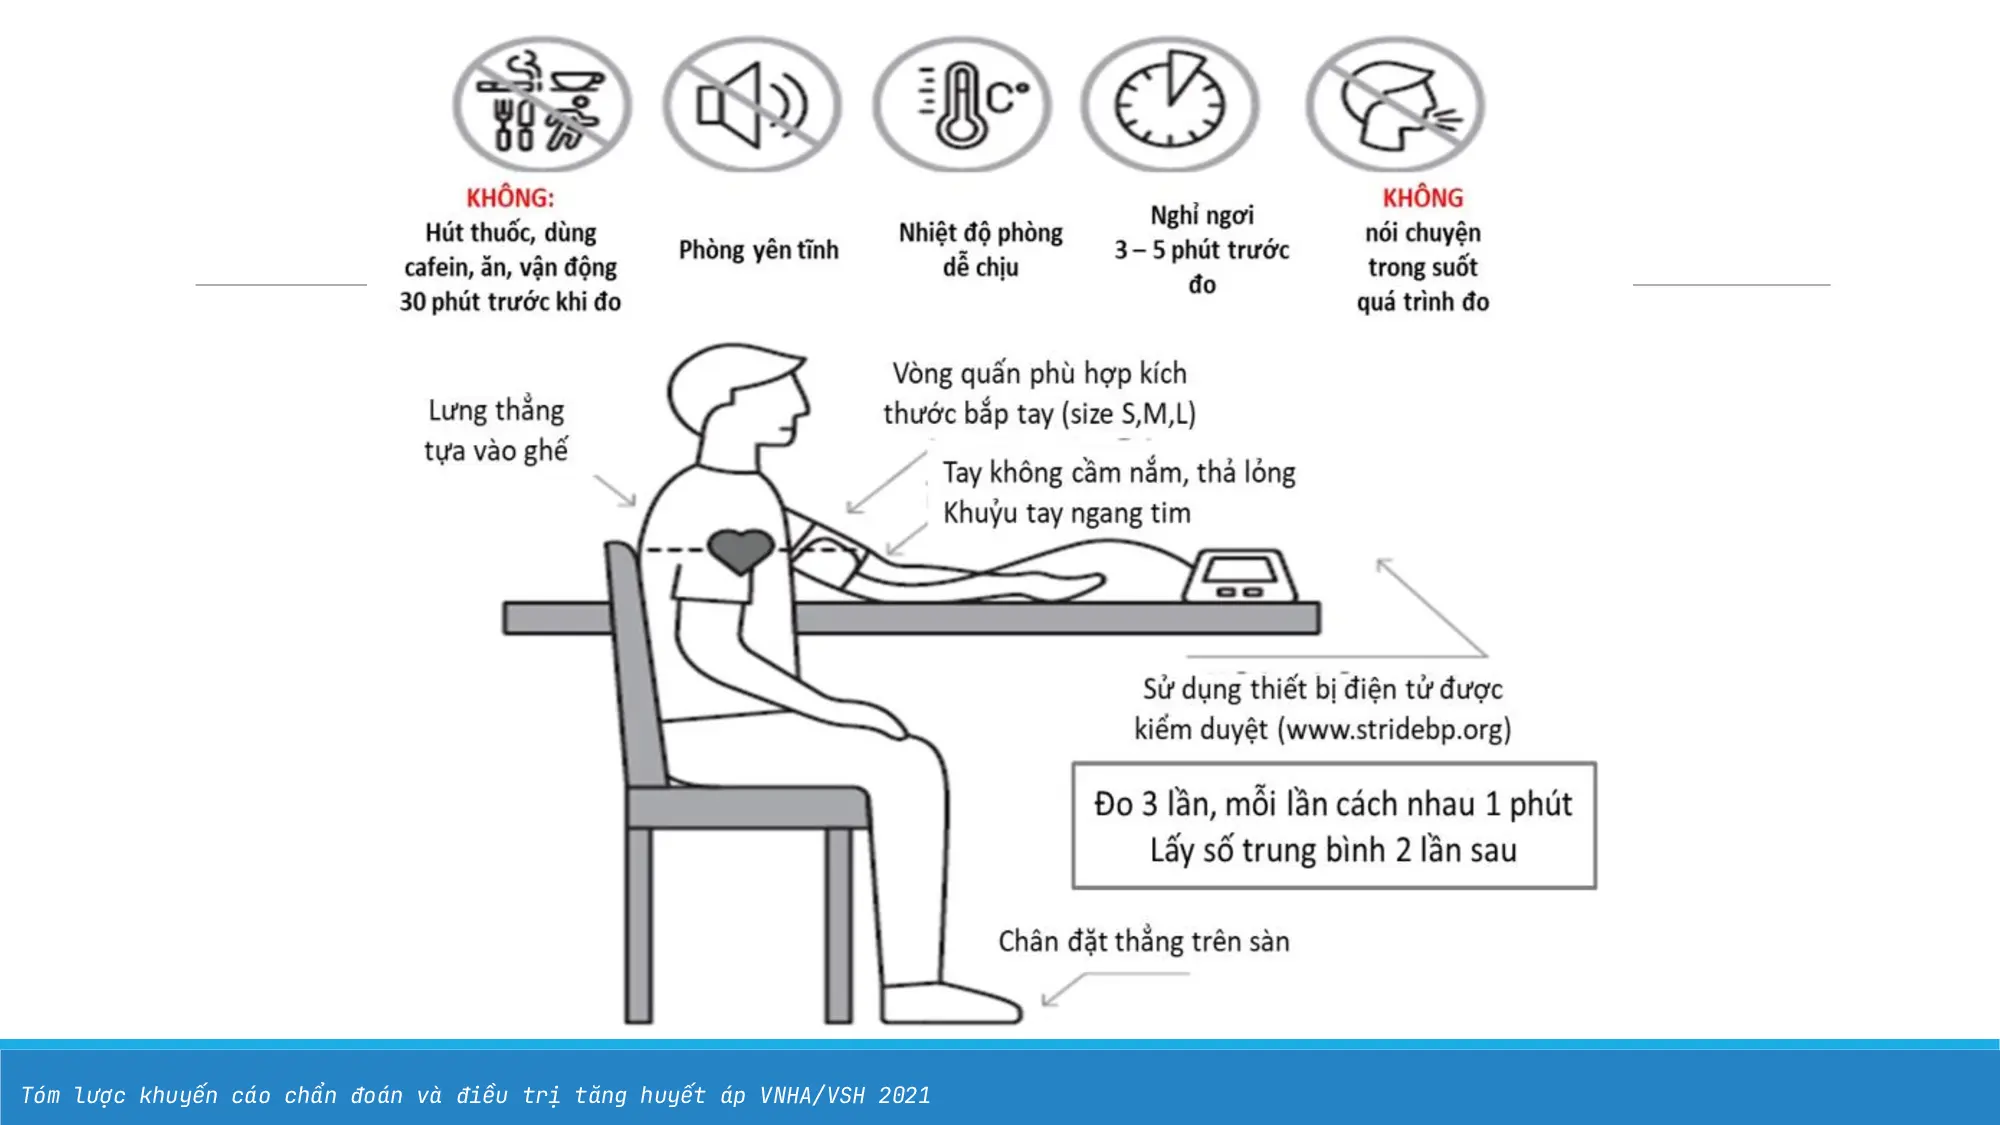 C°
KHÔNG:
Hút thuốc, dùng
cafein, ăn, vận động
30 phút trước khi đo
Phòng yên tĩnh
Nhiệt độ phòng
dễ chịu
Nghỉ ngơi
3 – 5 phút trước
đo
KHÔNG
nói chuyện
trong suốt
quá trình đo
Lưng thẳng
tựa vào ghế
Vòng quấn phù hợp kích
thước bắp tay (size S,M,L)
Tay không cầm nắm, thả lỏng
Khuỷu tay ngang tim
Sử dụng thiết bị điện tử được
kiểm duyệt (www.stridebp.org)
Đo 3 lần, mỗi lần cách nhau 1 phút
Lấy số trung bình 2 lần sau
Chân đặt thẳng trên sàn
Tóm lược khuyến cáo chẩn đoán và điều trị tăng huyết áp VNHA/VSH 2021